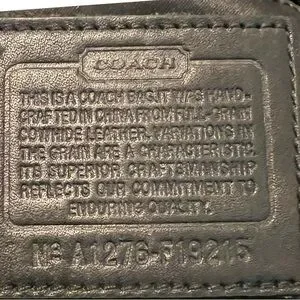 COACH
THIS IS A COACH BAG. IT WAS HAND-
CRAFTED IN CHINA FROM FULL-GRAIN
COWHIDE LEATHER. VARIATIONS IN
THE GRAIN ARE A CHARACTERISTIC.
ITS SUPERIOR CRAFTSMANSHIP
REFLECTS OUR COMMITMENT TO
ENDURING QUALITY.
Nº A1276-F19215